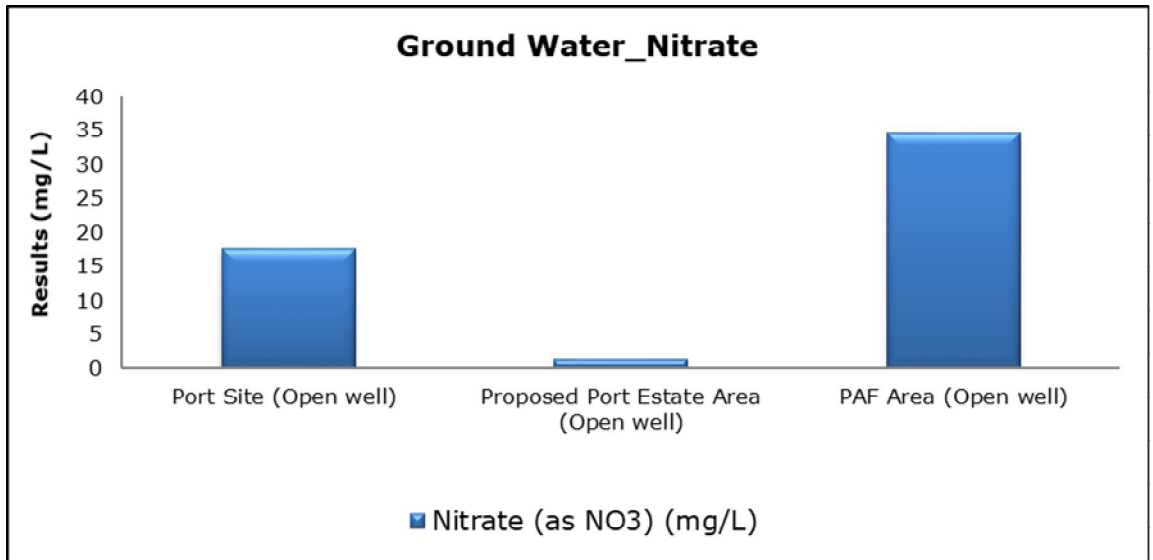 Ground Water_Nitrate
Results (mg/L)
40
35
30
25
20
15
10
5
0
Port Site (Open well)
Proposed Port Estate Area
(Open well)
PAF Area (Open well)
Nitrate (as NO3) (mg/L)